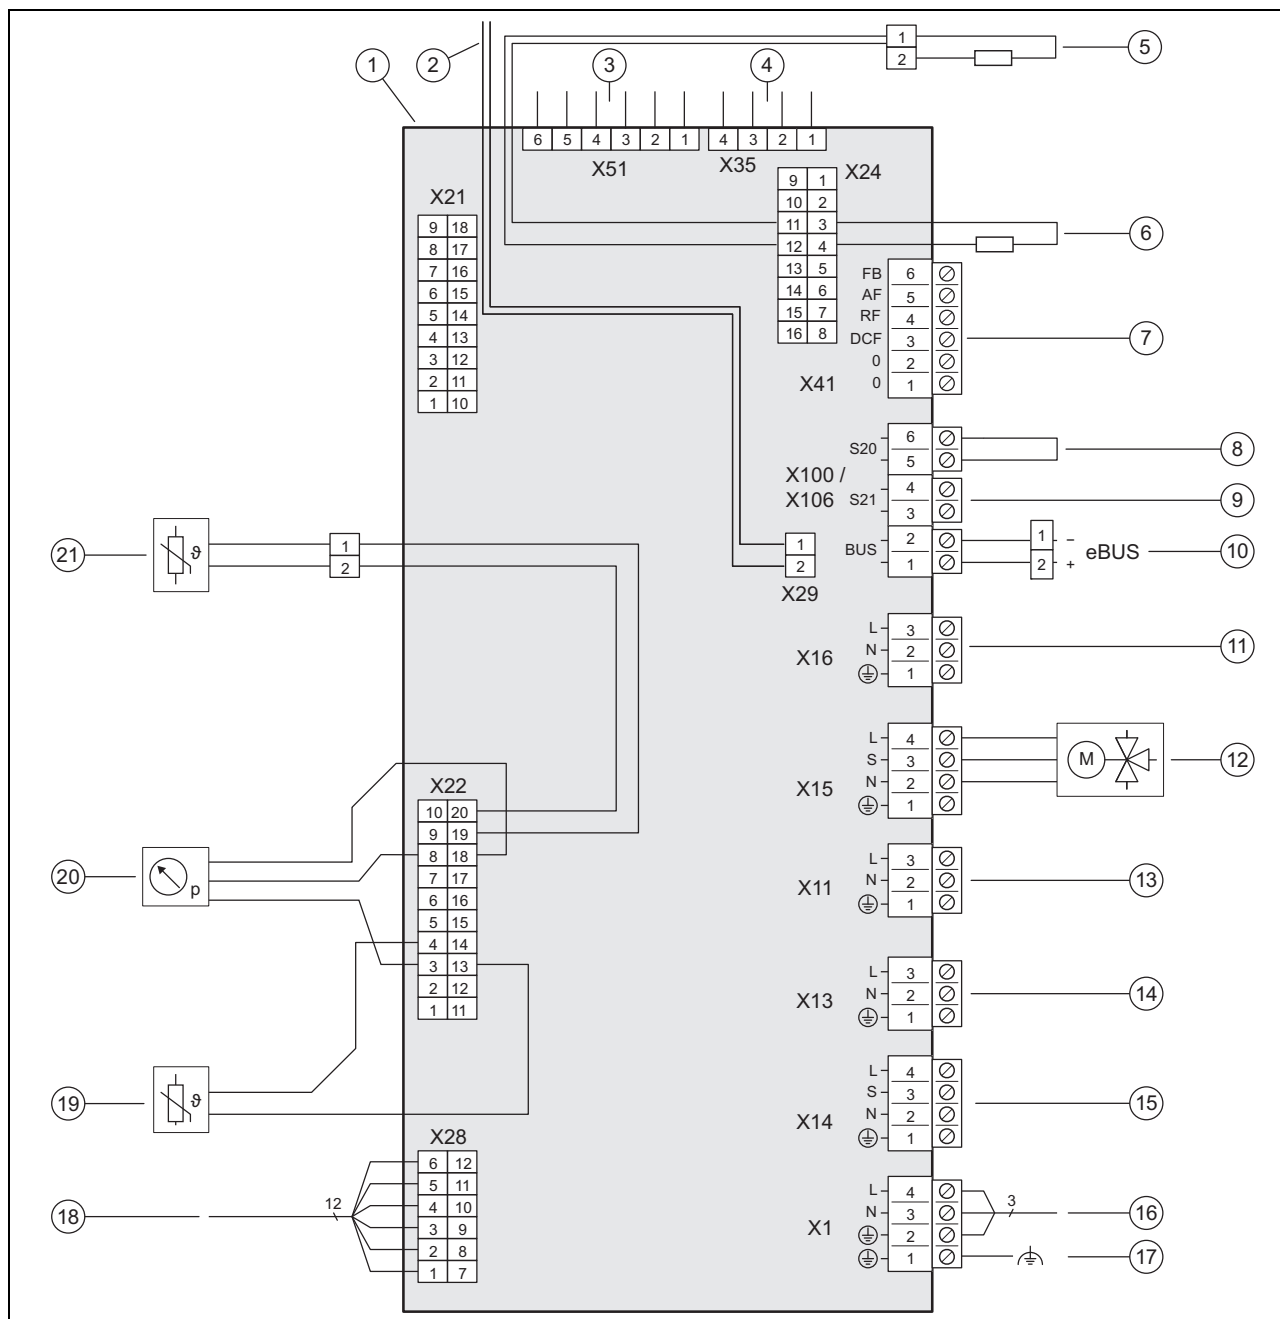 1
2
3
4
5
1
2
6 5 4 3 2 1
4 3 2 1
X51
X35
X24
9 1
10 2
11 3
12 4
13 5
14 6
15 7
16 8
6
X21
9 18
8 17
7 16
6 15
5 14
4 13
3 12
2 11
1 10
FB 6
AF 5
RF 4
DCF 3
0 2
0 1
X41
7
S20
6
5
8
X100 /
X106
S21
4
3
9
BUS
2
1
1 –
2 +
eBUS
10
1
2
X29
21
ϑ
1
2
X16
L 3
N 2
1
11
X15
L 4
S 3
N 2
1
M
12
X22
10 20
9 19
8 18
7 17
6 16
5 15
4 14
3 13
2 12
1 11
20
p
X11
L 3
N 2
1
13
X13
L 3
N 2
1
14
19
ϑ
X14
L 4
S 3
N 2
1
15
X28
6 12
5 11
4 10
3 9
2 8
1 7
18
12
X1
L 4
N 3
2
1
3
16
17